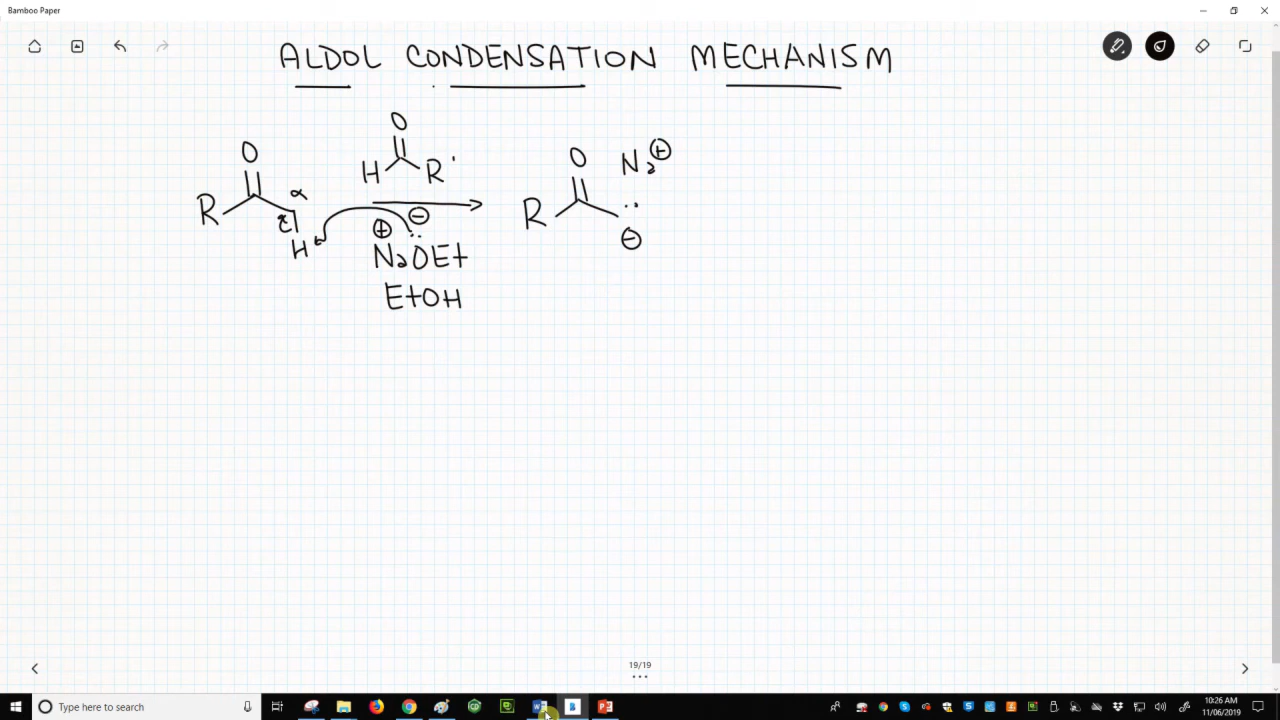 Bamboo Paper
ALDOL CONDENSATION MECHANISM
O
H R'
O
R α
H
⊕ ⊖
NaOEt
EtOH
O Na⊕
R
⊖
19/19
Type here to search
10:26 AM
11/06/2019